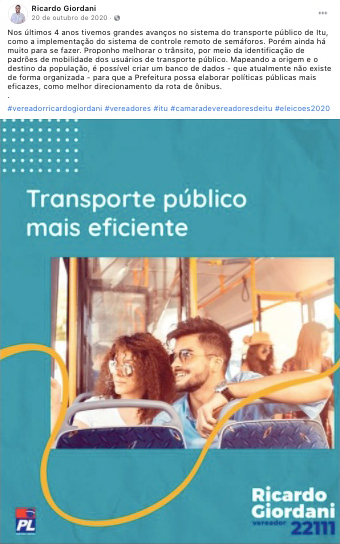 Ricardo Giordani
20 de outubro de 2020 ·
Nos últimos 4 anos tivemos grandes avanços no sistema do transporte público de Itu,
como a implementação do sistema de controle remoto de semáforos. Porém ainda há
muito para se fazer. Proponho melhorar o trânsito, por meio da identificação de
padrões de mobilidade dos usuários de transporte público. Mapeando a origem e o
destino da população, é possível criar um banco de dados - que atualmente não existe
de forma organizada - para que a Prefeitura possa elaborar políticas públicas mais
eficazes, como melhor direcionamento da rota de ônibus.
.
#vereadorricardogiordani #vereadores #itu #camaradevereadoresdeitu #eleicoes2020
Transporte público
mais eficiente
Ricardo
Giordani
vereador 22111
PL